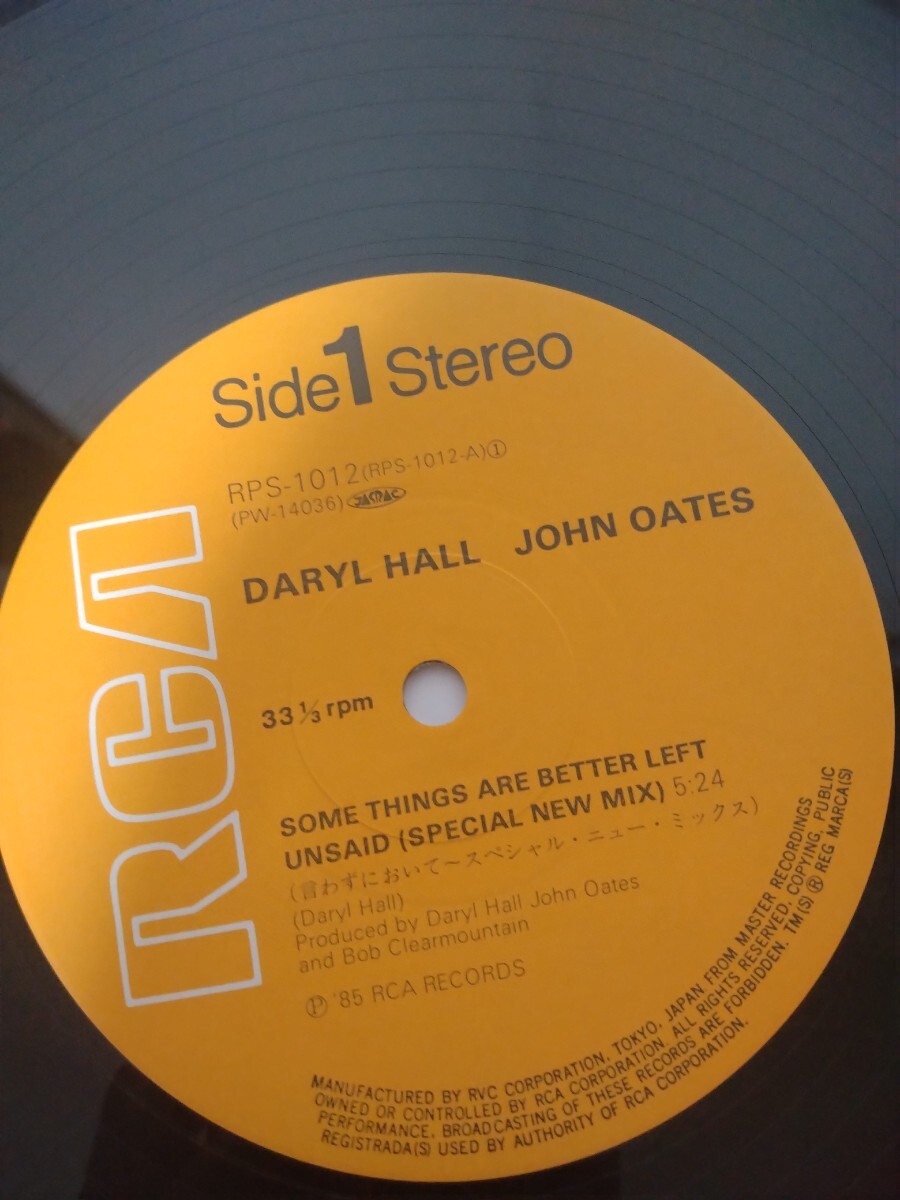 Side 1 Stereo
RPS-1012 (RPS-1012-A) ①
(PW-14036) JASRAC
DARYL HALL JOHN OATES
RCA
33 1/3 rpm
SOME THINGS ARE BETTER LEFT
UNSAID (SPECIAL NEW MIX) 5:24
(言わずにおいて~スペシャル・ニュー・ミックス)
(Daryl Hall)
Produced by Daryl Hall John Oates
and Bob Clearmountain
Ⓟ '85 RCA RECORDS
MANUFACTURED BY RVC CORPORATION, TOKYO, JAPAN FROM MASTER RECORDINGS
OWNED OR CONTROLLED BY RCA CORPORATION. ALL RIGHTS RESERVED. COPYING, PUBLIC
PERFORMANCE, BROADCASTING OF THESE RECORDS ARE FORBIDDEN. TM(S) ® REG MARCA(S)
REGISTRADA(S) USED BY AUTHORITY OF RCA CORPORATION.